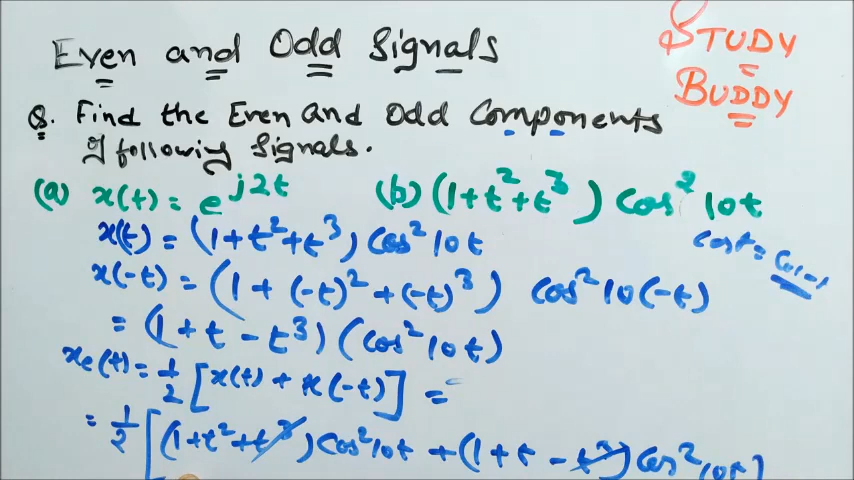 Even and Odd Signals
STUDY
BUDDY
Q. Find the Even and Odd Components
of following Signals.
(a) x(t) = e^{j2t} (b) (1+t²+t³) cos² 10t
x(t) = (1+t²+t³) cos² 10t
cos t = cos -t
x(-t) = (1 + (-t)² + (-t)³) cos² 10(-t)
= (1 + t - t³) (cos² 10t)
xe(t) = 1/2 [x(t) + x(-t)] =
= 1/2 [(1+t²+t³) cos² 10t + (1 + t - t³) cos² 10t]